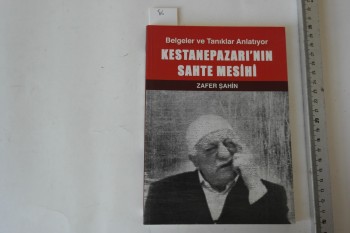 Belgeler ve Tanıklar Anlatıyor
KESTANEPAZARI'NIN
SAHTE MESİHİ
ZAFER ŞAHİN